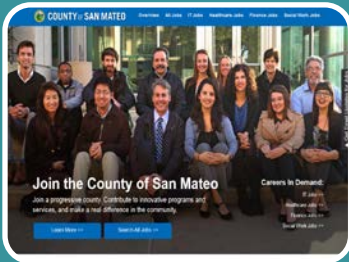 COUNTY OF SAN MATEO
Overview All Jobs IT Jobs Healthcare Jobs Finance Jobs Social Work Jobs
Join the County of San Mateo
Join a progressive county. Contribute to innovative programs and
services, and make a real difference in the community.
Learn More >>
Search All Jobs >>
Careers In Demand:
IT Jobs >>
Healthcare Jobs >>
Finance Jobs >>
Social Work Jobs >>